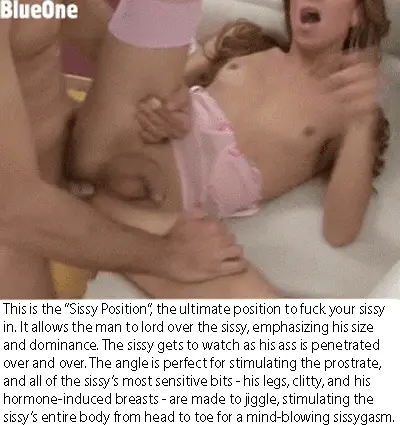 BlueOne
This is the "Sissy Position", the ultimate position to fuck your sissy
in. It allows the man to lord over the sissy, emphasizing his size
and dominance. The sissy gets to watch as his ass is penetrated
over and over. The angle is perfect for stimulating the prostrate,
and all of the sissy's most sensitive bits - his legs, clitty, and his
hormone-induced breasts - are made to jiggle, stimulating the
sissy's entire body from head to toe for a mind-blowing sissygasm.